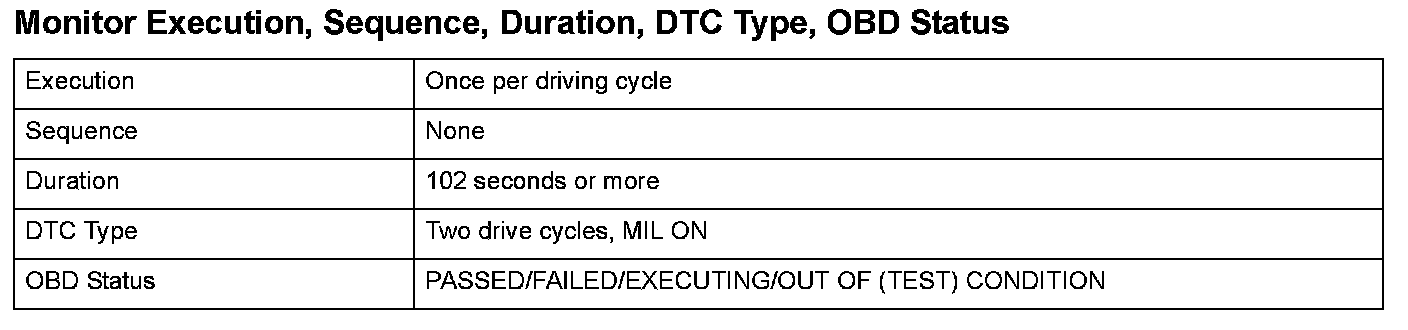 Monitor Execution, Sequence, Duration, DTC Type, OBD Status
Execution Once per driving cycle
Sequence None
Duration 102 seconds or more
DTC Type Two drive cycles, MIL ON
OBD Status PASSED/FAILED/EXECUTING/OUT OF (TEST) CONDITION